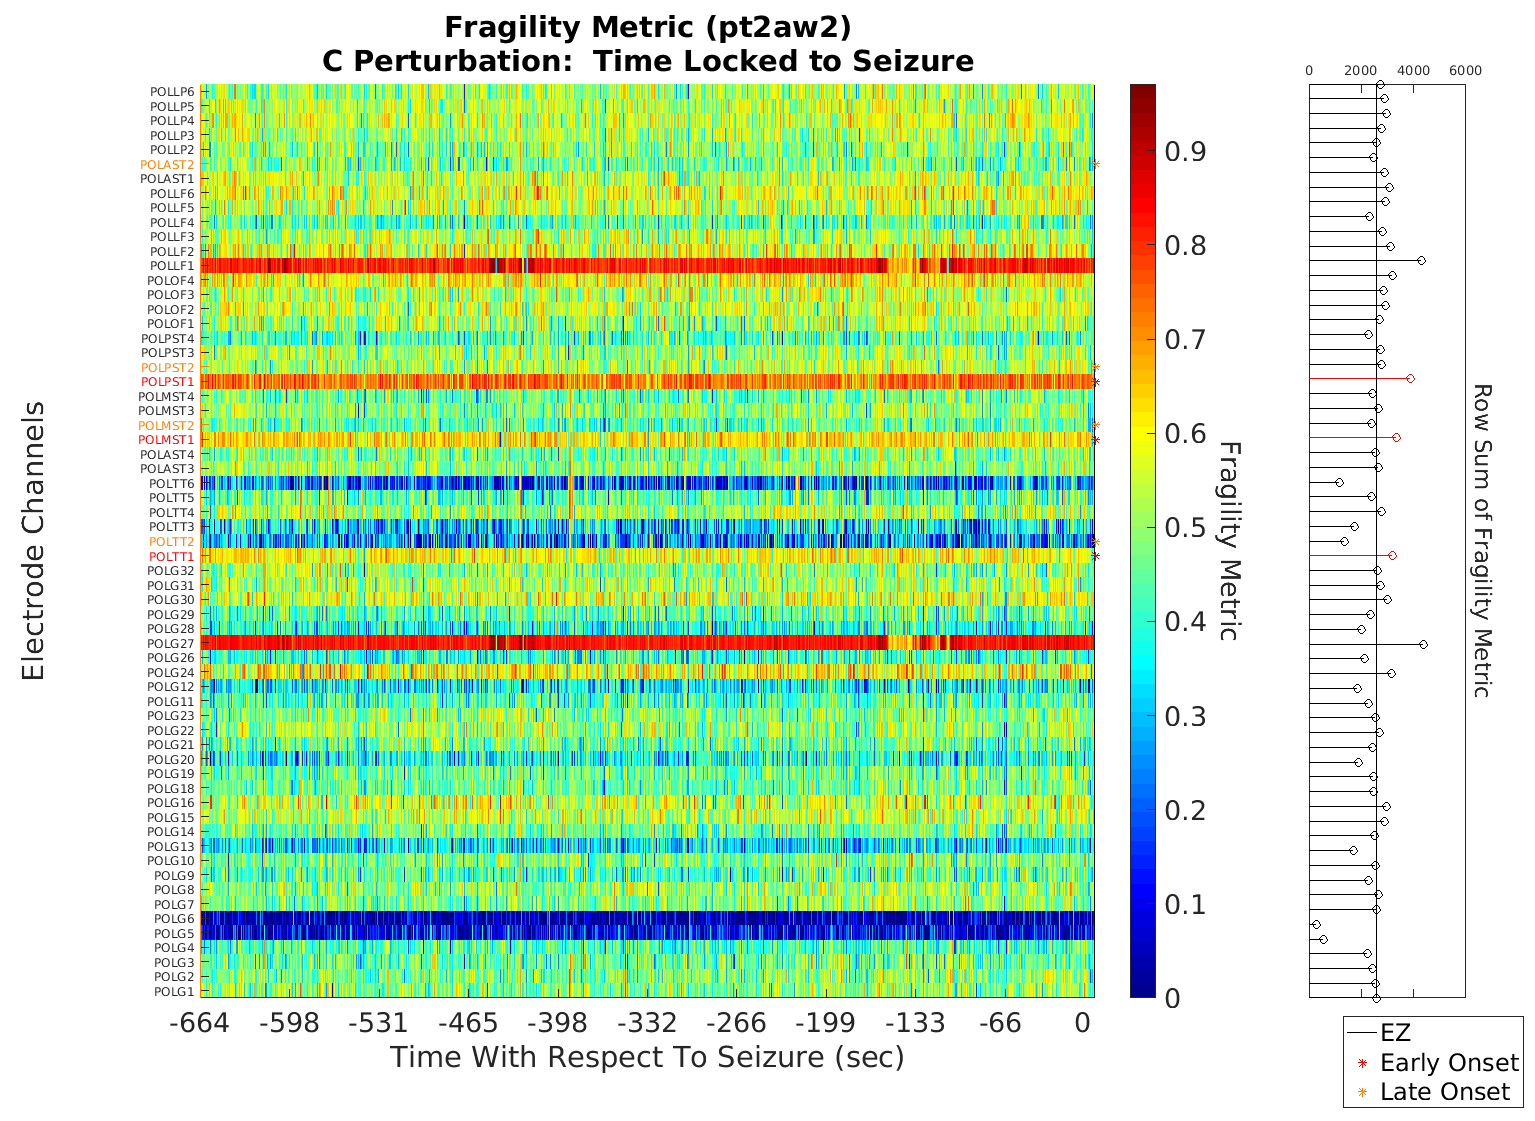 Fragility Metric (pt2aw2)
C Perturbation:  Time Locked to Seizure
0 2000 4000 6000
POLLP6
POLLP5
POLLP4
POLLP3
POLLP2
POLAST2
POLAST1
POLLF6
POLLF5
POLLF4
POLLF3
POLLF2
POLLF1
POLOF4
POLOF3
POLOF2
POLOF1
POLPST4
POLPST3
POLPST2
POLPST1
POLMST4
POLMST3
POLMST2
POLMST1
POLAST4
POLAST3
POLTT6
POLTT5
POLTT4
POLTT3
POLTT2
POLTT1
POLG32
POLG31
POLG30
POLG29
POLG28
POLG27
POLG26
POLG24
POLG12
POLG11
POLG23
POLG22
POLG21
POLG20
POLG19
POLG18
POLG16
POLG15
POLG14
POLG13
POLG10
POLG9
POLG8
POLG7
POLG6
POLG5
POLG4
POLG3
POLG2
POLG1
Electrode Channels
-664 -598 -531 -465 -398 -332 -266 -199 -133 -66 0
Time With Respect To Seizure (sec)
0.9
0.8
0.7
0.6
0.5
0.4
0.3
0.2
0.1
0
Fragility Metric
Row Sum of Fragility Metric
EZ
Early Onset
Late Onset